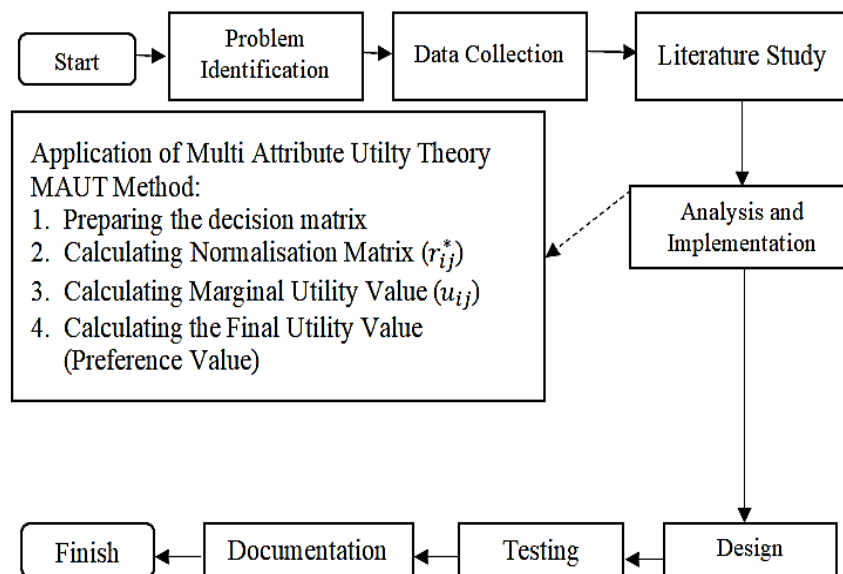 Start
Problem
Identification
Data Collection
Literature Study
Application of Multi Attribute Utilty Theory
MAUT Method:
1. Preparing the decision matrix
2. Calculating Normalisation Matrix (r*ij)
3. Calculating Marginal Utility Value (uij)
4. Calculating the Final Utility Value
(Preference Value)
Analysis and
Implementation
Design
Testing
Documentation
Finish